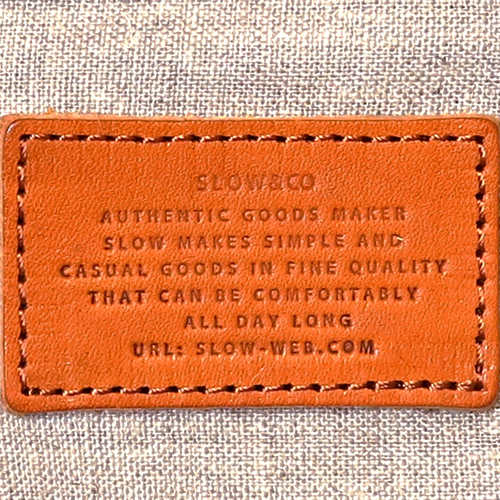 SLOW&CO
AUTHENTIC GOODS MAKER
SLOW MAKES SIMPLE AND
CASUAL GOODS IN FINE QUALITY
THAT CAN BE COMFORTABLY
ALL DAY LONG
URL: SLOW-WEB.COM